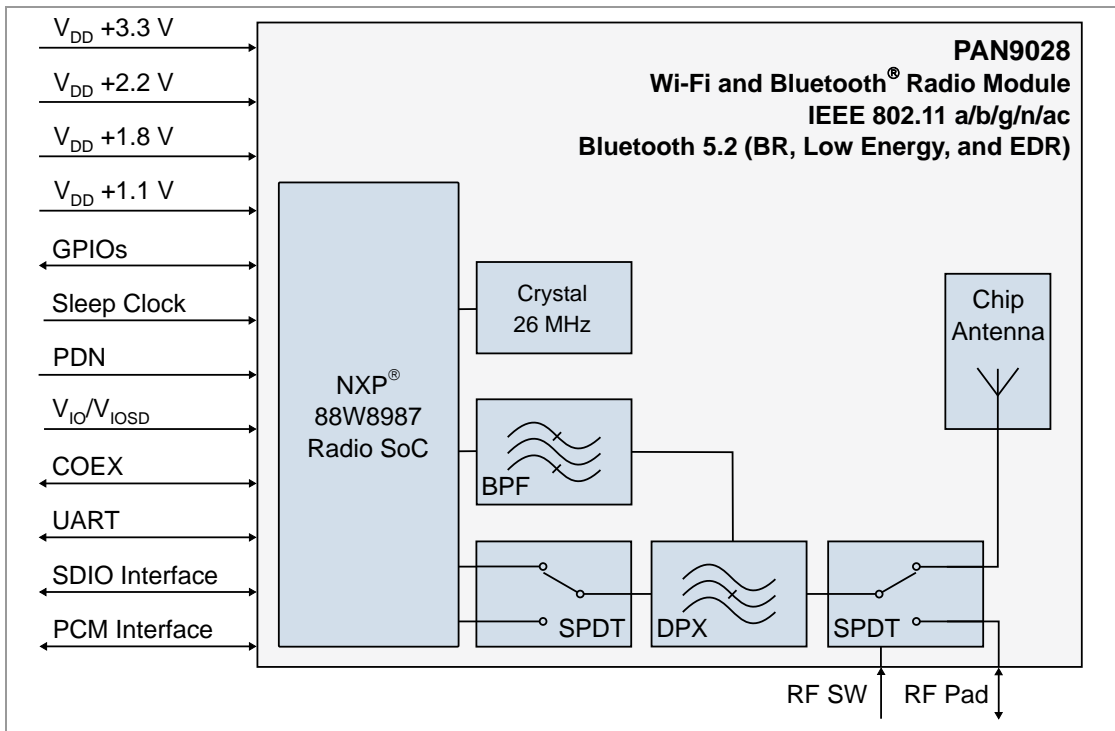 V_DD +3.3 V
V_DD +2.2 V
V_DD +1.8 V
V_DD +1.1 V
GPIOs
Sleep Clock
PDN
V_IO/V_IOSD
COEX
UART
SDIO Interface
PCM Interface
PAN9028
Wi-Fi and Bluetooth® Radio Module
IEEE 802.11 a/b/g/n/ac
Bluetooth 5.2 (BR, Low Energy, and EDR)
NXP®
88W8987
Radio SoC
Crystal
26 MHz
Chip
Antenna
BPF
SPDT
DPX
SPDT
RF SW
RF Pad